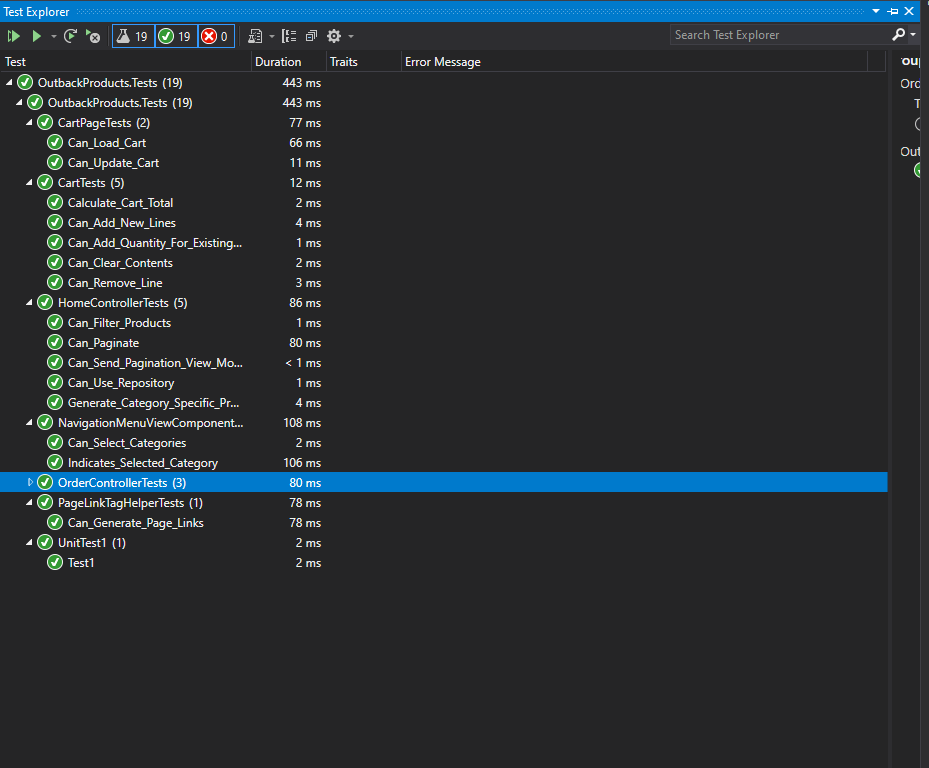 Test Explorer
19 19 0 Search Test Explorer
Test Duration Traits Error Message
OutbackProducts.Tests (19) 443 ms
OutbackProducts.Tests (19) 443 ms
CartPageTests (2) 77 ms
Can_Load_Cart 66 ms
Can_Update_Cart 11 ms
CartTests (5) 12 ms
Calculate_Cart_Total 2 ms
Can_Add_New_Lines 4 ms
Can_Add_Quantity_For_Existing... 1 ms
Can_Clear_Contents 2 ms
Can_Remove_Line 3 ms
HomeControllerTests (5) 86 ms
Can_Filter_Products 1 ms
Can_Paginate 80 ms
Can_Send_Pagination_View_Mo... < 1 ms
Can_Use_Repository 1 ms
Generate_Category_Specific_Pr... 4 ms
NavigationMenuViewComponent... 108 ms
Can_Select_Categories 2 ms
Indicates_Selected_Category 106 ms
OrderControllerTests (3) 80 ms
PageLinkTagHelperTests (1) 78 ms
Can_Generate_Page_Links 78 ms
UnitTest1 (1) 2 ms
Test1 2 ms